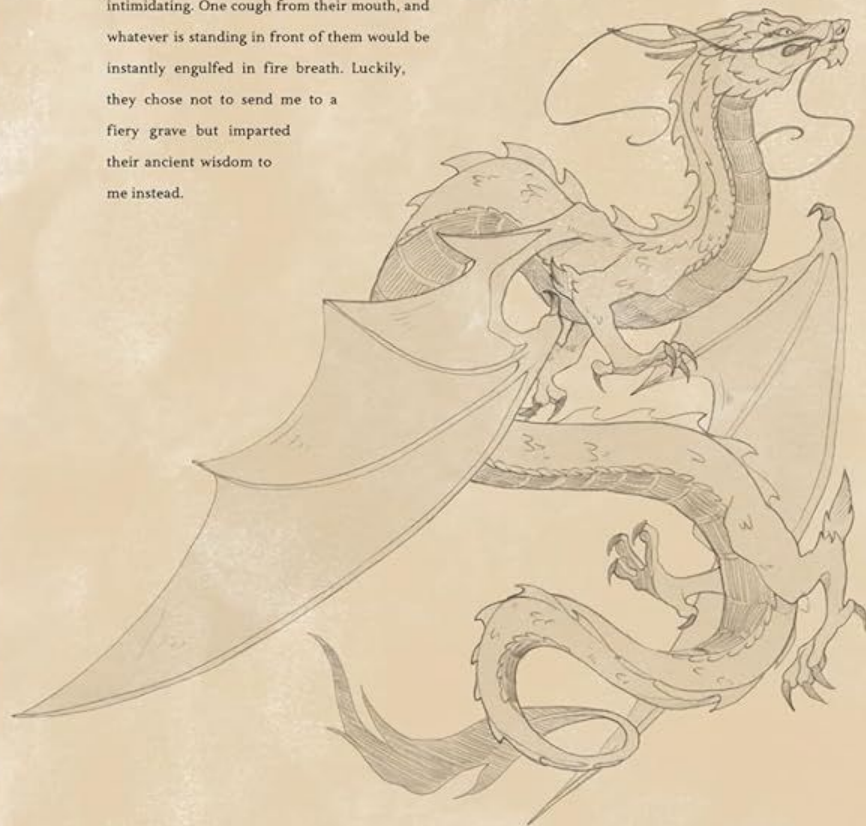 intimidating. One cough from their mouth, and
whatever is standing in front of them would be
instantly engulfed in fire breath. Luckily,
they chose not to send me to a
fiery grave but imparted
their ancient wisdom to
me instead.